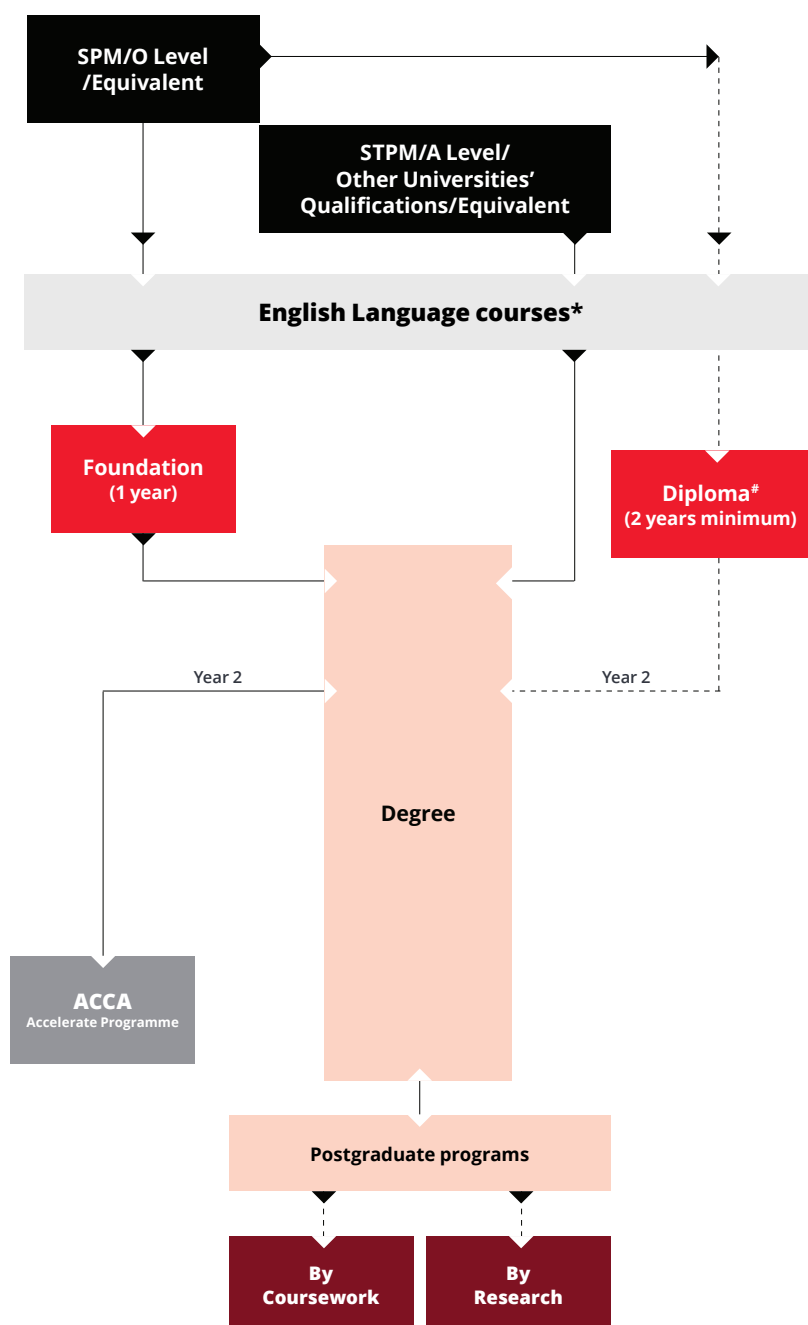 SPM/O Level
/Equivalent
STPM/A Level/
Other Universities’
Qualifications/Equivalent
English Language courses*
Foundation
(1 year)
Diploma#
(2 years minimum)
Year 2
Year 2
Degree
ACCA
Accelerate Programme
Postgraduate programs
By
Coursework
By
Research